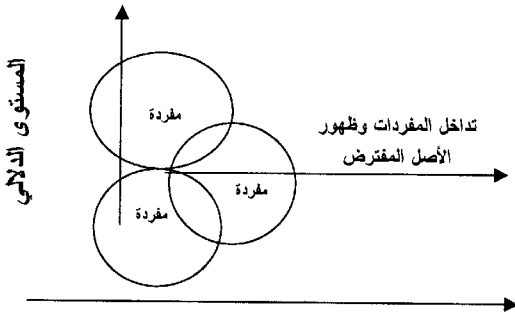 المستوى الدلالي
مفردة
تداخل المفردات وظهور
الأصل المفترض
مفردة
مفردة